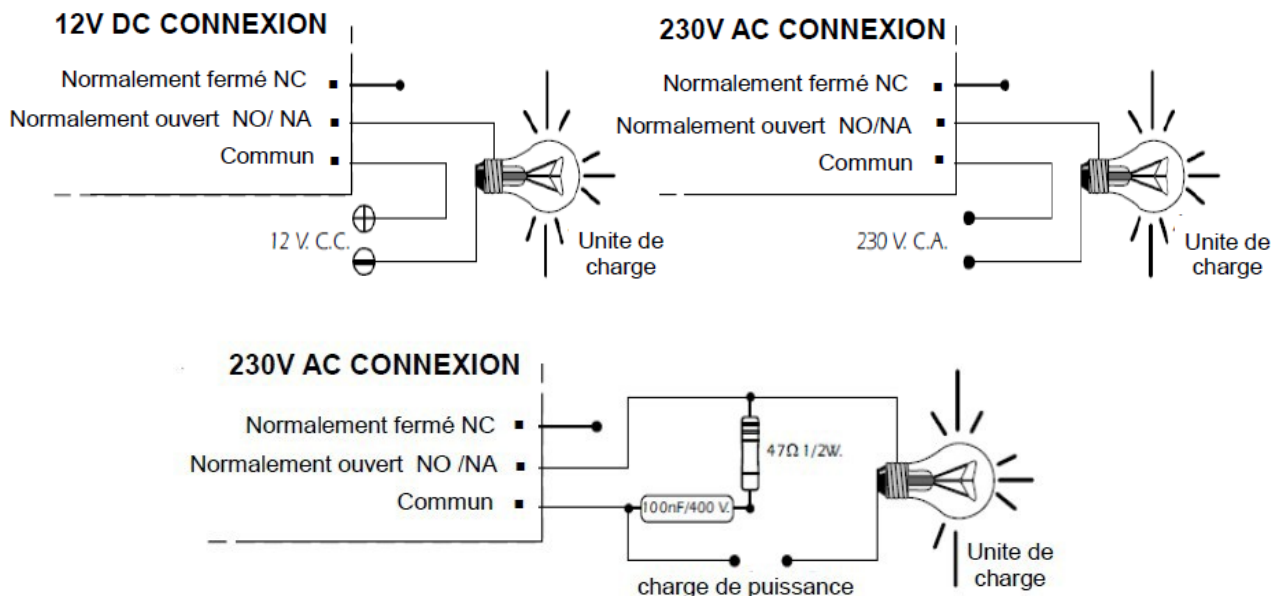 12V DC CONNEXION
Normalement fermé NC
Normalement ouvert NO/ NA
Commun
12 V. C.C.
Unite de
charge
230V AC CONNEXION
Normalement fermé NC
Normalement ouvert NO/NA
Commun
230 V. C.A.
Unite de
charge
230V AC CONNEXION
Normalement fermé NC
Normalement ouvert NO /NA
Commun
47Ω 1/2W.
100nF/400 V.
charge de puissance
Unite de
charge